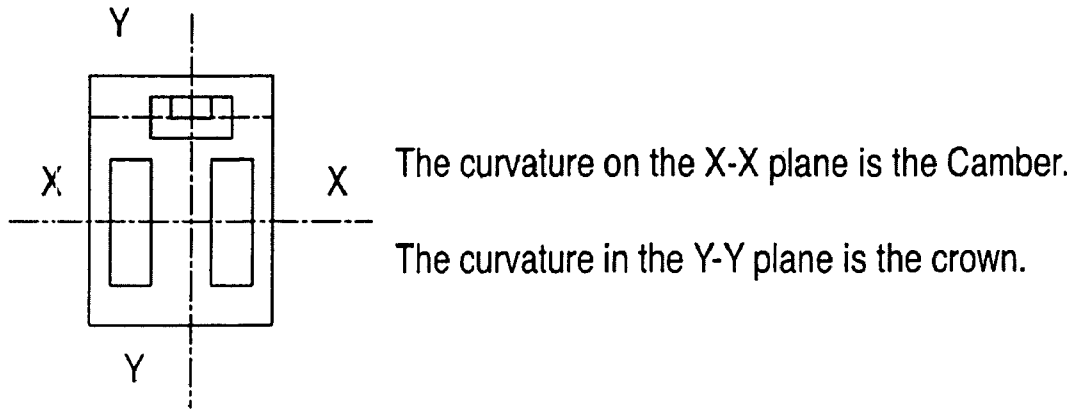 Y
X X
The curvature on the X-X plane is the Camber.
The curvature in the Y-Y plane is the crown.
Y